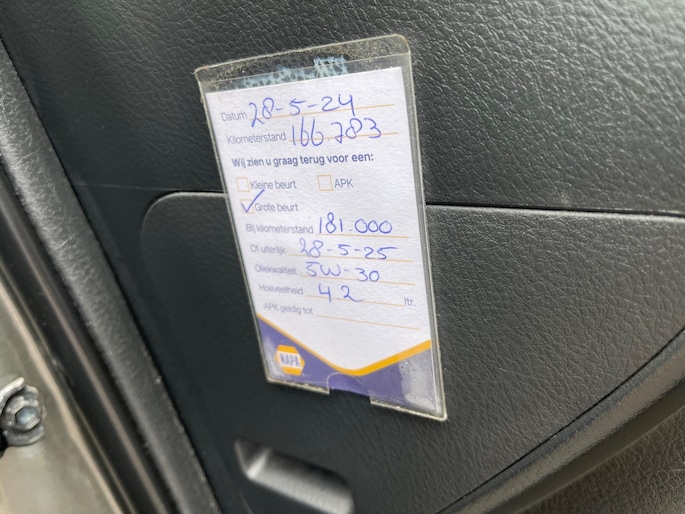 Datum 28-5-24
Kilometerstand 166.783
Wij zien u graag terug voor een:
Kleine beurt APK
Grote beurt
Bij kilometerstand 181.000
Of uiterlijk 28-5-25
Oliekwaliteit 5W-30
Hoeveelheid 4.2 ltr.
APK geldig tot
NAPA